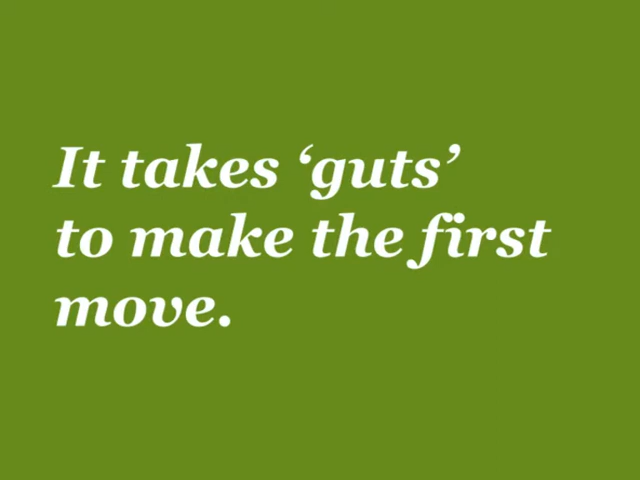 It takes ‘guts’
to make the first
move.